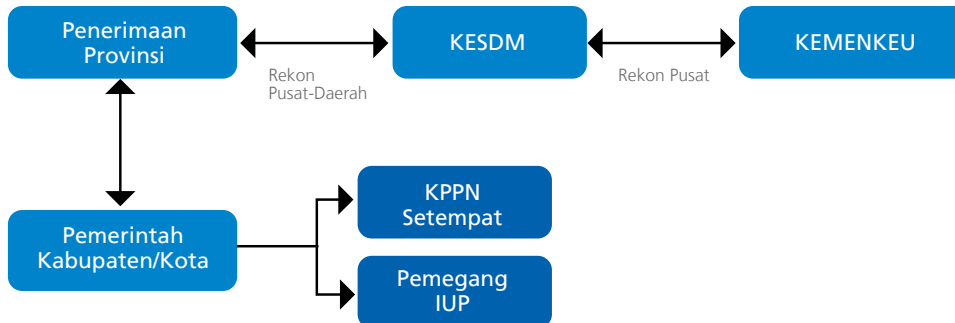 Penerimaan
Provinsi
KESDM
KEMENKEU
Rekon
Pusat-Daerah
Rekon Pusat
KPPN
Setempat
Pemerintah
Kabupaten/Kota
Pemegang
IUP